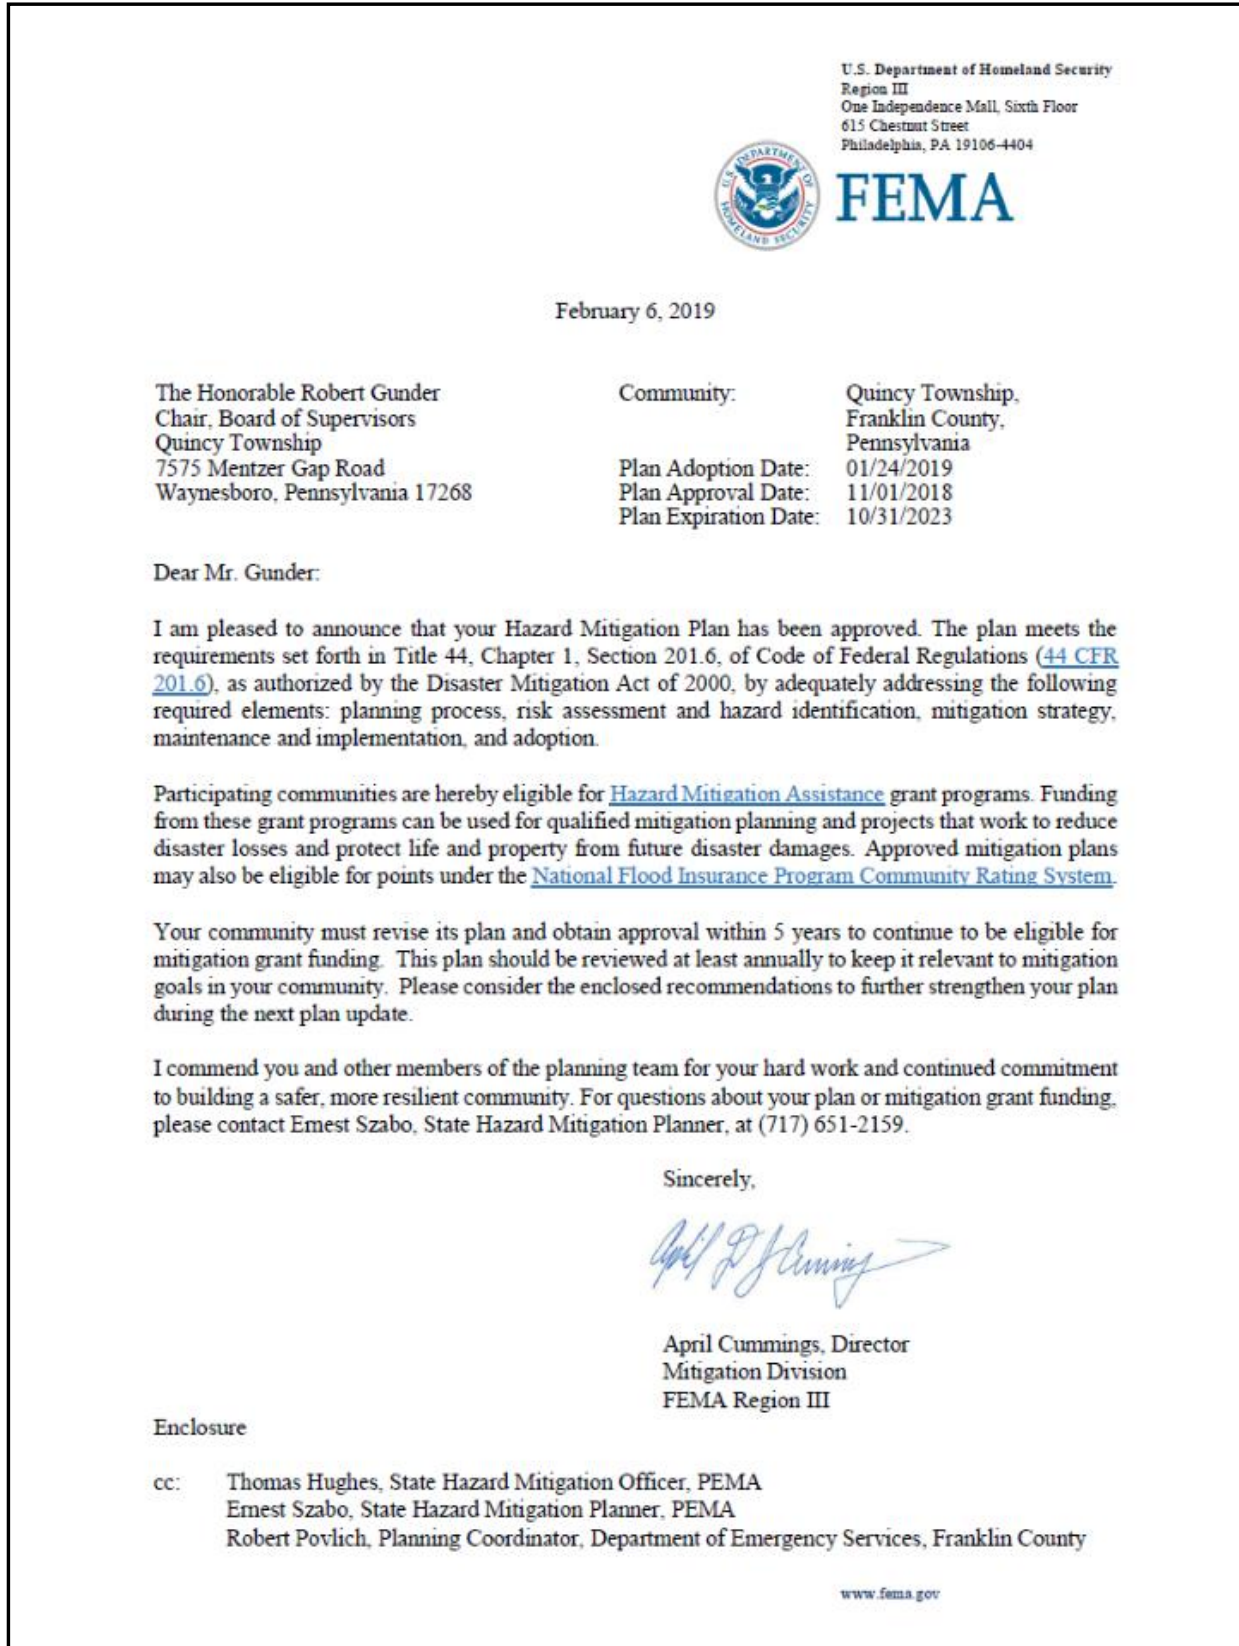 U.S. Department of Homeland Security
Region III
One Independence Mall, Sixth Floor
615 Chestnut Street
Philadelphia, PA 19106-4404
U.S. DEPARTMENT OF HOMELAND SECURITY
FEMA
February 6, 2019
The Honorable Robert Gunder
Chair, Board of Supervisors
Quincy Township
7575 Mentzer Gap Road
Waynesboro, Pennsylvania 17268
Community: Quincy Township,
Franklin County,
Pennsylvania
Plan Adoption Date: 01/24/2019
Plan Approval Date: 11/01/2018
Plan Expiration Date: 10/31/2023
Dear Mr. Gunder:
I am pleased to announce that your Hazard Mitigation Plan has been approved. The plan meets the
requirements set forth in Title 44, Chapter 1, Section 201.6, of Code of Federal Regulations (44 CFR
201.6), as authorized by the Disaster Mitigation Act of 2000, by adequately addressing the following
required elements: planning process, risk assessment and hazard identification, mitigation strategy,
maintenance and implementation, and adoption.
Participating communities are hereby eligible for Hazard Mitigation Assistance grant programs. Funding
from these grant programs can be used for qualified mitigation planning and projects that work to reduce
disaster losses and protect life and property from future disaster damages. Approved mitigation plans
may also be eligible for points under the National Flood Insurance Program Community Rating System.
Your community must revise its plan and obtain approval within 5 years to continue to be eligible for
mitigation grant funding. This plan should be reviewed at least annually to keep it relevant to mitigation
goals in your community. Please consider the enclosed recommendations to further strengthen your plan
during the next plan update.
I commend you and other members of the planning team for your hard work and continued commitment
to building a safer, more resilient community. For questions about your plan or mitigation grant funding,
please contact Ernest Szabo, State Hazard Mitigation Planner, at (717) 651-2159.
Sincerely,
April Cummings, Director
Mitigation Division
FEMA Region III
Enclosure
cc: Thomas Hughes, State Hazard Mitigation Officer, PEMA
Ernest Szabo, State Hazard Mitigation Planner, PEMA
Robert Povlich, Planning Coordinator, Department of Emergency Services, Franklin County
www.fema.gov